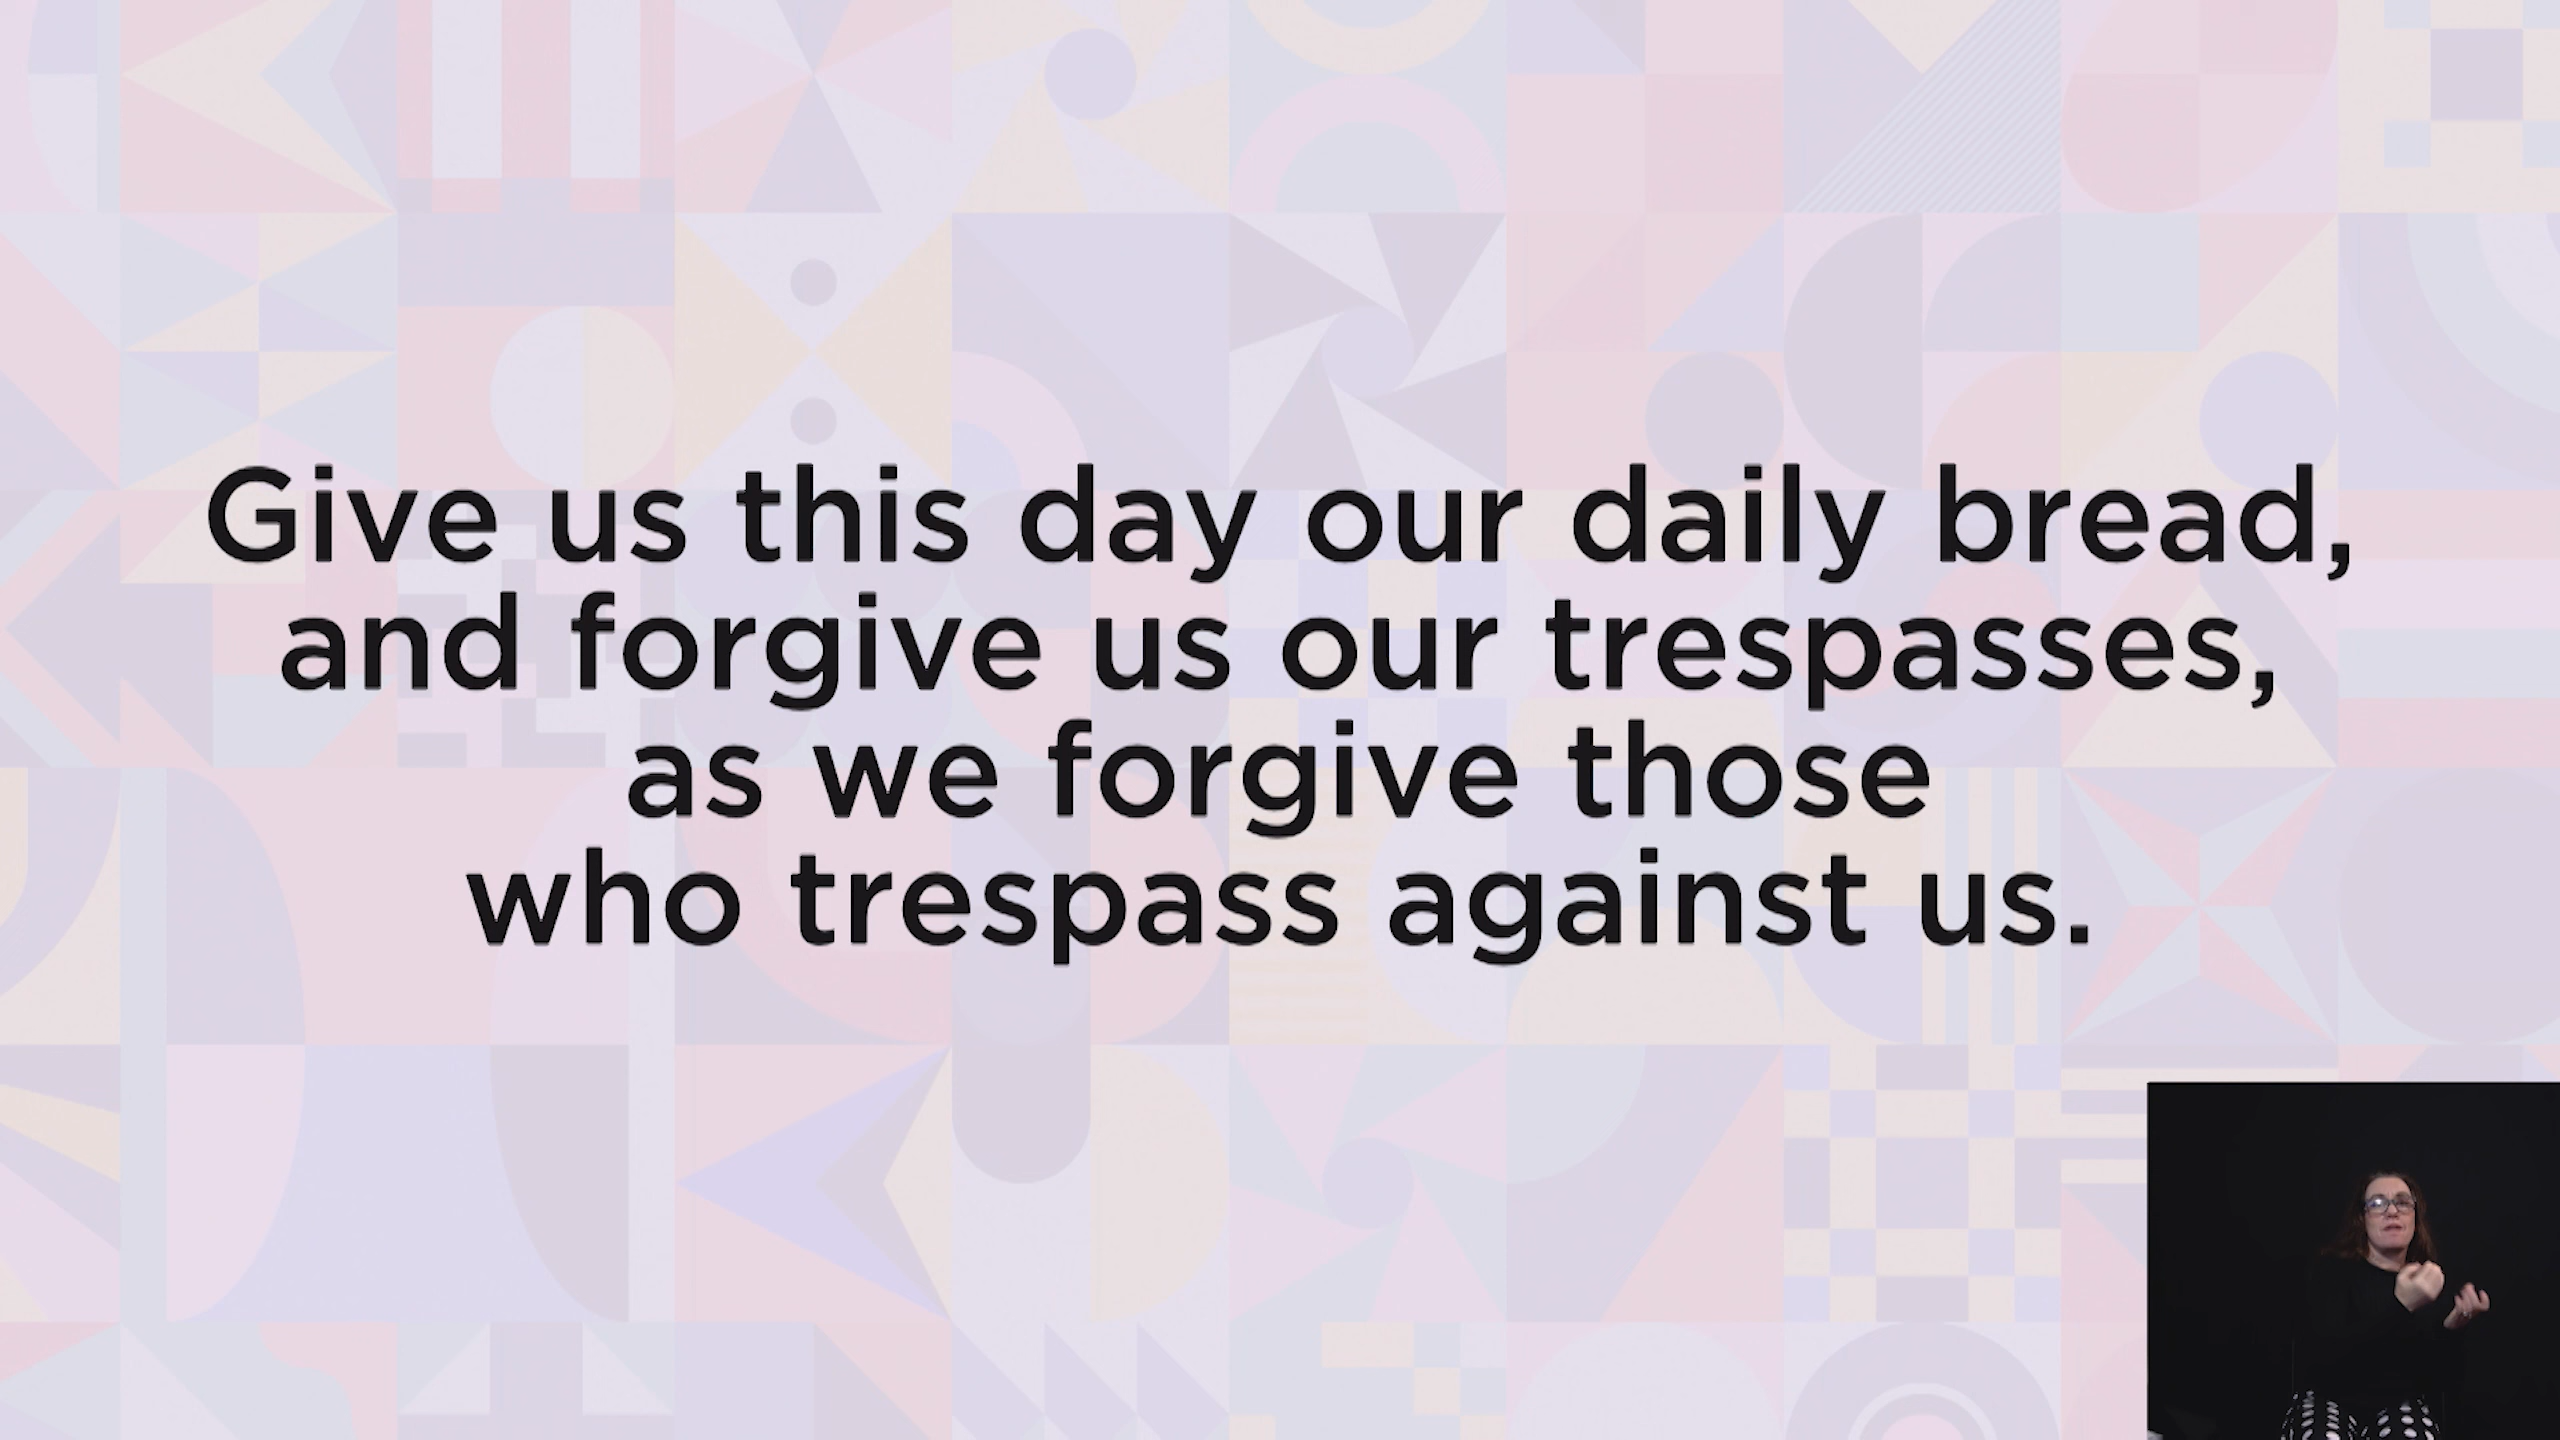 Give us this day our daily bread,
and forgive us our trespasses,
as we forgive those
who trespass against us.